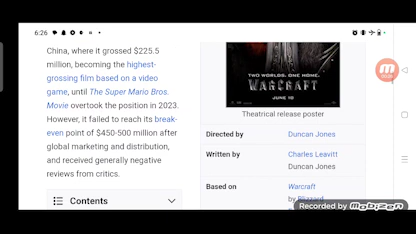 6:26
China, where it grossed $225.5
million, becoming the highest-
grossing film based on a video
game, until The Super Mario Bros.
Movie overtook the position in 2023.
However, it failed to reach its break-
even point of $450-500 million after
global marketing and distribution,
and received generally negative
reviews from critics.
Contents
TWO WORLDS. ONE HOME.
WARCRAFT
JUNE 10
Theatrical release poster
Directed by
Duncan Jones
Written by
Charles Leavitt
Duncan Jones
Based on
Warcraft
by Blizzard
Recorded by
MOBIZEN